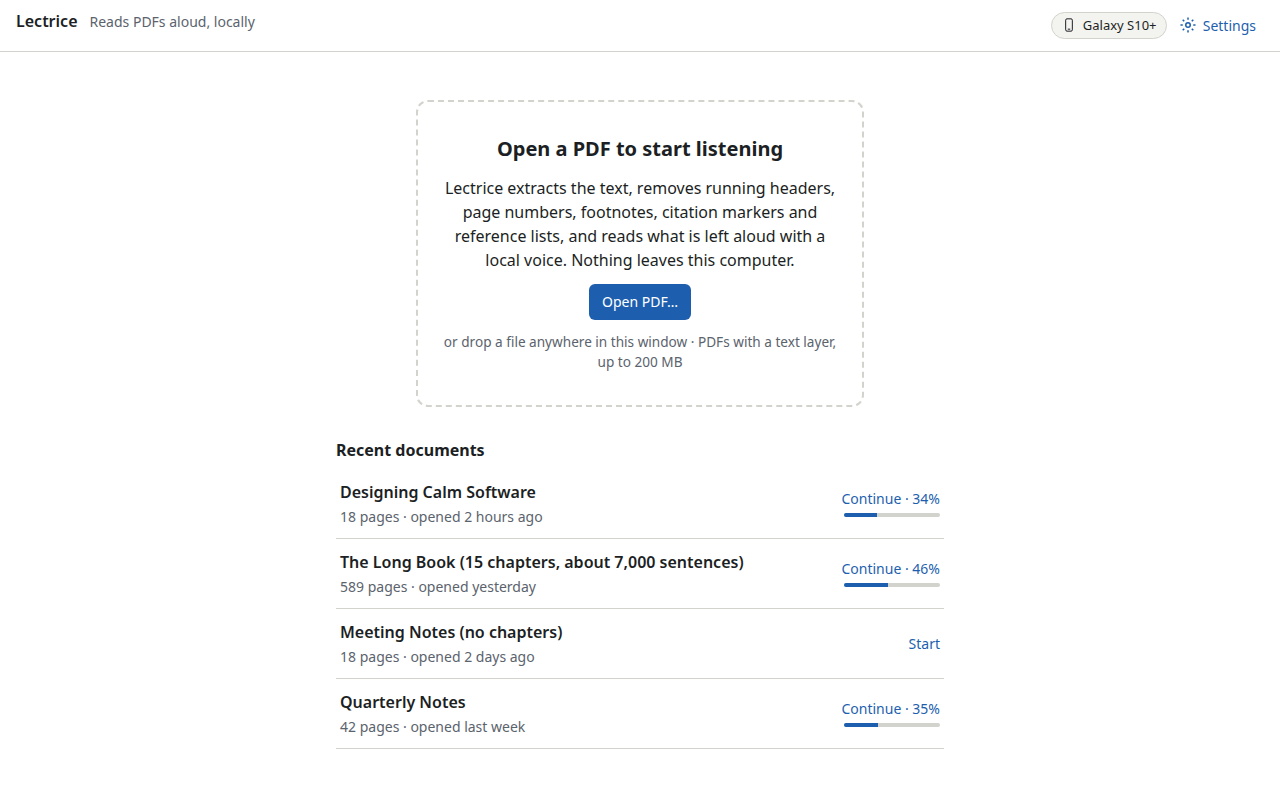 Lectrice Reads PDFs aloud, locally
Galaxy S10+ Settings
Open a PDF to start listening
Lectrice extracts the text, removes running headers,
page numbers, footnotes, citation markers and
reference lists, and reads what is left aloud with a
local voice. Nothing leaves this computer.
Open PDF…
or drop a file anywhere in this window · PDFs with a text layer,
up to 200 MB
Recent documents
Designing Calm Software
18 pages · opened 2 hours ago
Continue · 34%
The Long Book (15 chapters, about 7,000 sentences)
589 pages · opened yesterday
Continue · 46%
Meeting Notes (no chapters)
18 pages · opened 2 days ago
Start
Quarterly Notes
42 pages · opened last week
Continue · 35%